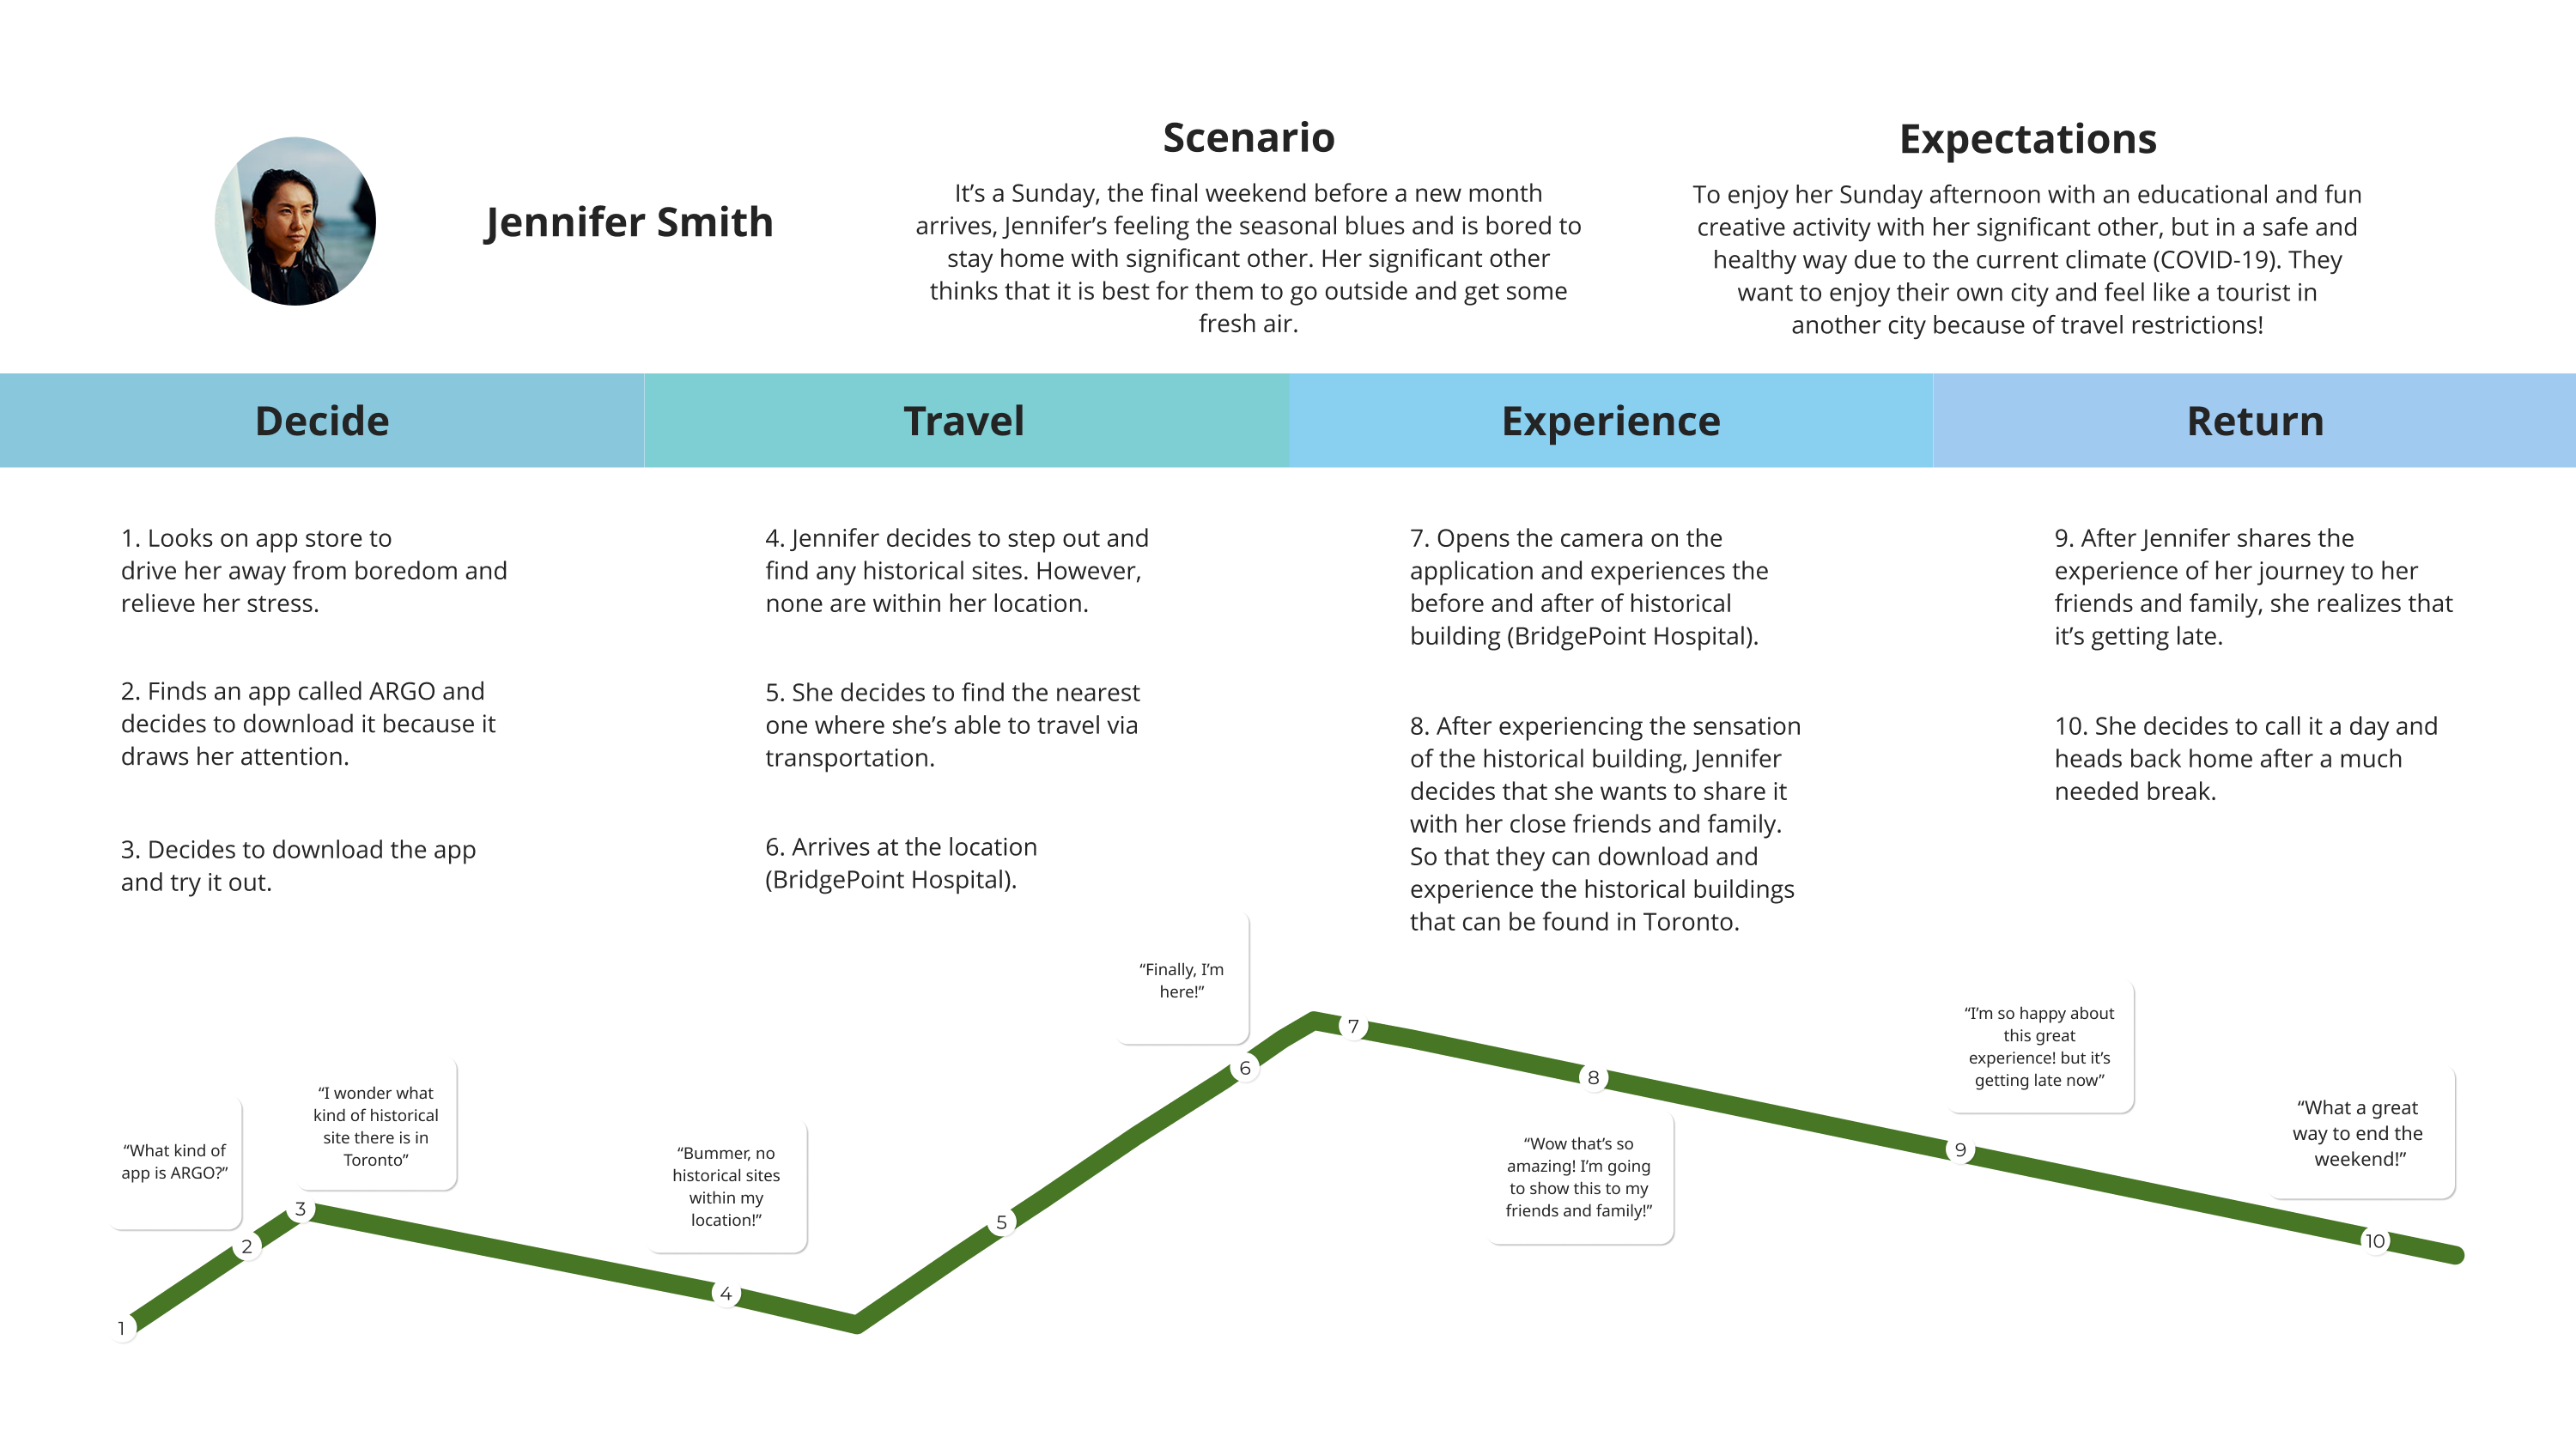 Jennifer Smith
Scenario
It’s a Sunday, the final weekend before a new month
arrives, Jennifer’s feeling the seasonal blues and is bored to
stay home with significant other. Her significant other
thinks that it is best for them to go outside and get some
fresh air.
Expectations
To enjoy her Sunday afternoon with an educational and fun
creative activity with her significant other, but in a safe and
healthy way due to the current climate (COVID-19). They
want to enjoy their own city and feel like a tourist in
another city because of travel restrictions!
Decide
Travel
Experience
Return
1. Looks on app store to
drive her away from boredom and
relieve her stress.
2. Finds an app called ARGO and
decides to download it because it
draws her attention.
3. Decides to download the app
and try it out.
4. Jennifer decides to step out and
find any historical sites. However,
none are within her location.
5. She decides to find the nearest
one where she’s able to travel via
transportation.
6. Arrives at the location
(BridgePoint Hospital).
7. Opens the camera on the
application and experiences the
before and after of historical
building (BridgePoint Hospital).
8. After experiencing the sensation
of the historical building, Jennifer
decides that she wants to share it
with her close friends and family.
So that they can download and
experience the historical buildings
that can be found in Toronto.
9. After Jennifer shares the
experience of her journey to her
friends and family, she realizes that
it’s getting late.
10. She decides to call it a day and
heads back home after a much
needed break.
“What kind of
app is ARGO?”
“I wonder what
kind of historical
site there is in
Toronto”
“Bummer, no
historical sites
within my
location!”
“Finally, I’m
here!”
“Wow that’s so
amazing! I’m going
to show this to my
friends and family!”
“I’m so happy about
this great
experience! but it’s
getting late now”
“What a great
way to end the
weekend!”
1
2
3
4
5
6
7
8
9
10